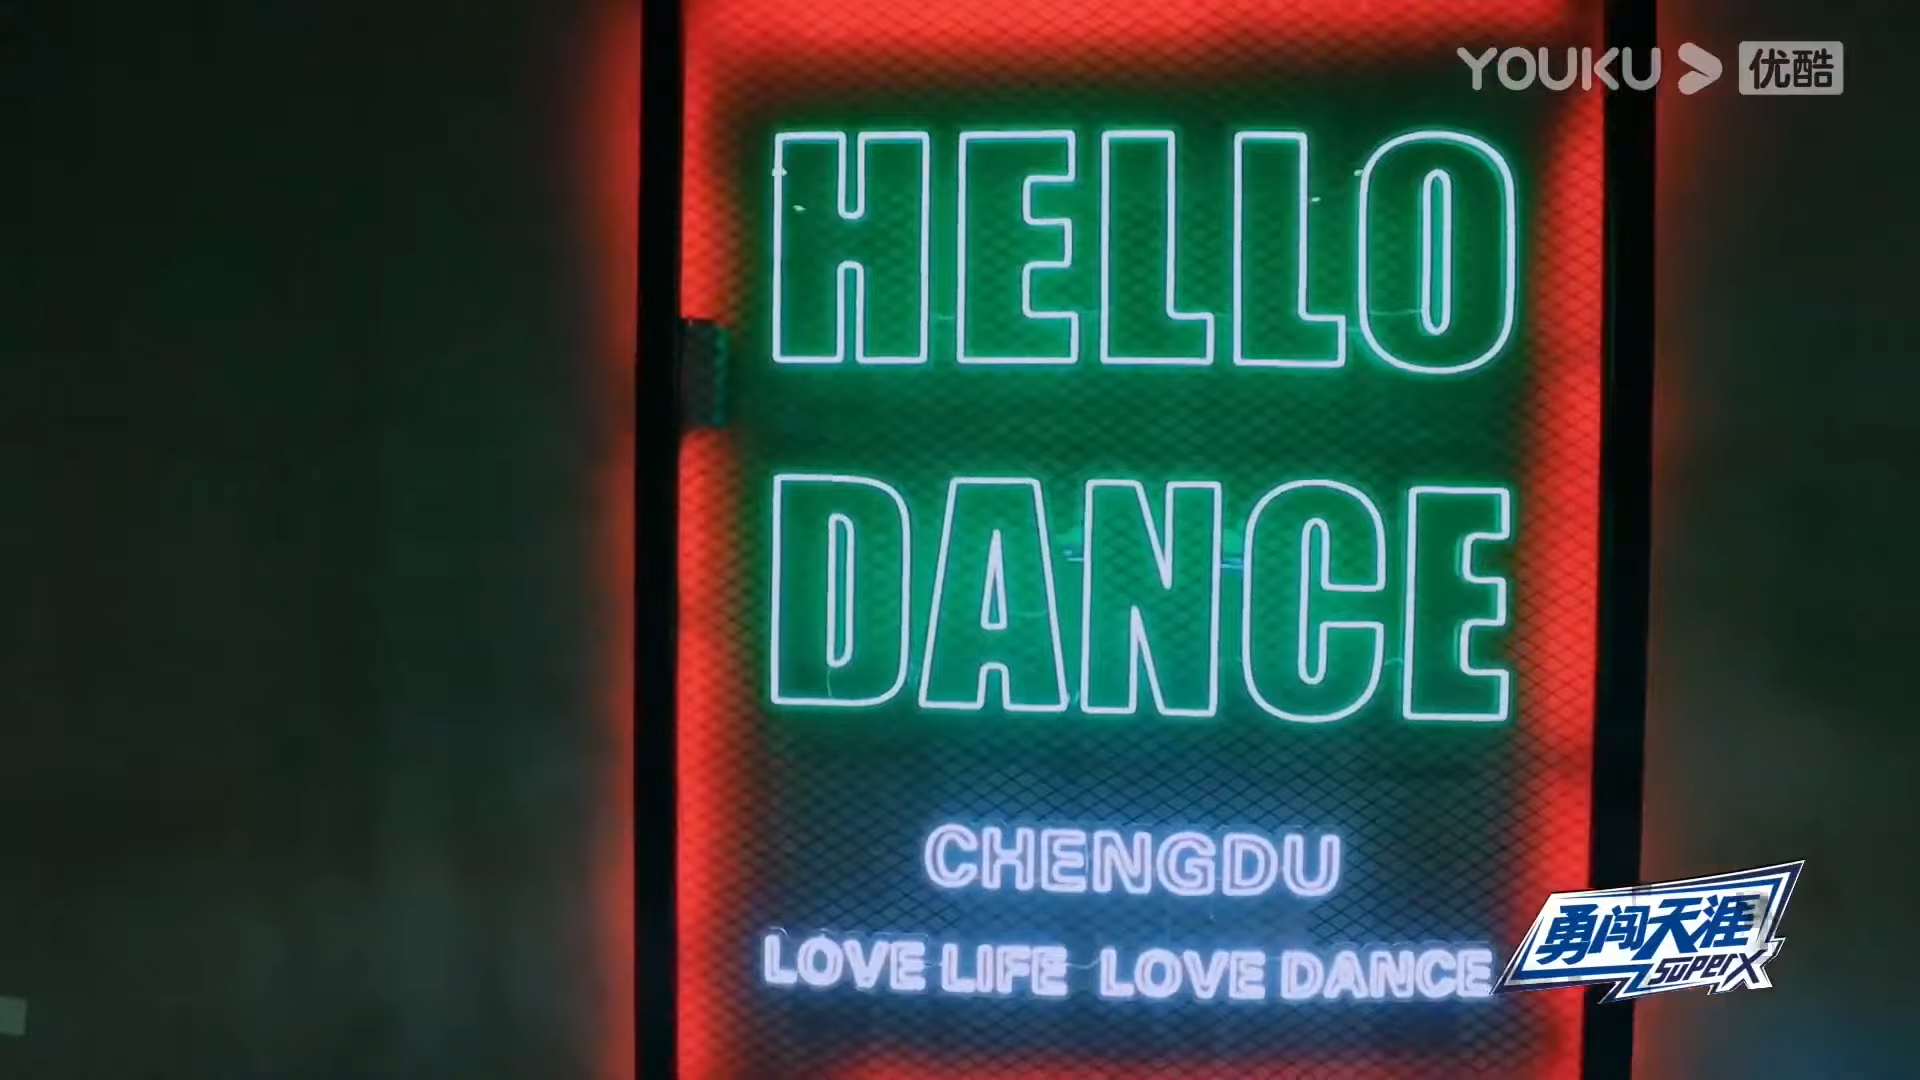 YOUKU 优酷
HELLO
DANCE
CHENGDU
LOVE LIFE LOVE DANCE
勇闯天涯
SUPERX